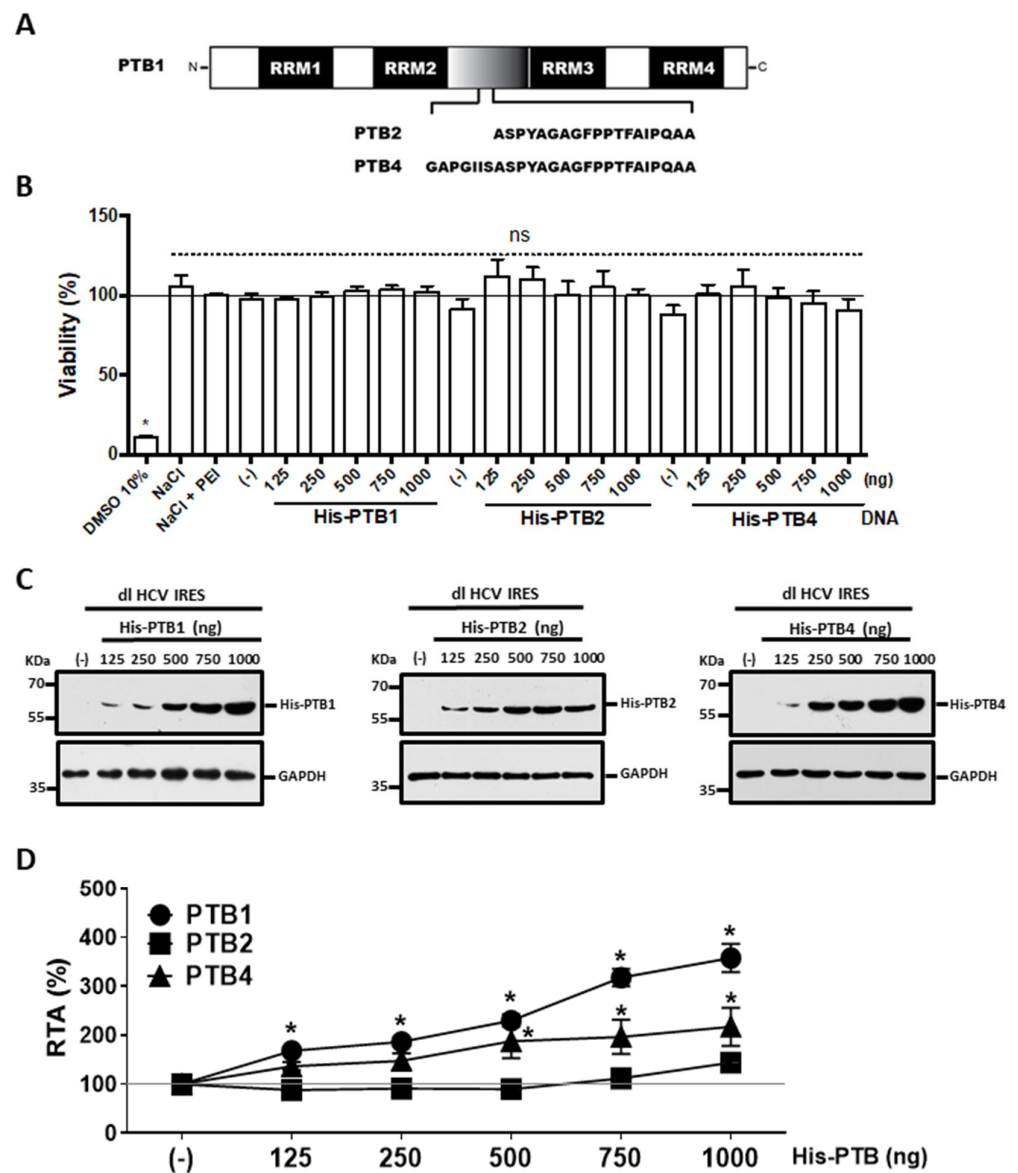 A
PTB1 N- RRM1 RRM2 RRM3 RRM4 -C
PTB2 ASPYAGAGFPPTFAIPQAA
PTB4 GAPGIISASPYAGAGFPPTFAIPQAA
B
Viability (%)
150
100
50
0
ns
*
DMSO 10% NaCl NaCl + PEI (-) 125 250 500 750 1000 (-) 125 250 500 750 1000 (-) 125 250 500 750 1000 (ng)
His-PTB1 His-PTB2 His-PTB4 DNA
C
dl HCV IRES
His-PTB1 (ng)
KDa (-) 125 250 500 750 1000
70
55
His-PTB1
35
GAPDH
dl HCV IRES
His-PTB2 (ng)
KDa (-) 125 250 500 750 1000
70
55
His-PTB2
35
GAPDH
dl HCV IRES
His-PTB4 (ng)
KDa (-) 125 250 500 750 1000
70
55
His-PTB4
35
GAPDH
D
RTA (%)
500
400
300
200
100
0
PTB1
PTB2
PTB4
* * * * *
* * *
(-) 125 250 500 750 1000 His-PTB (ng)